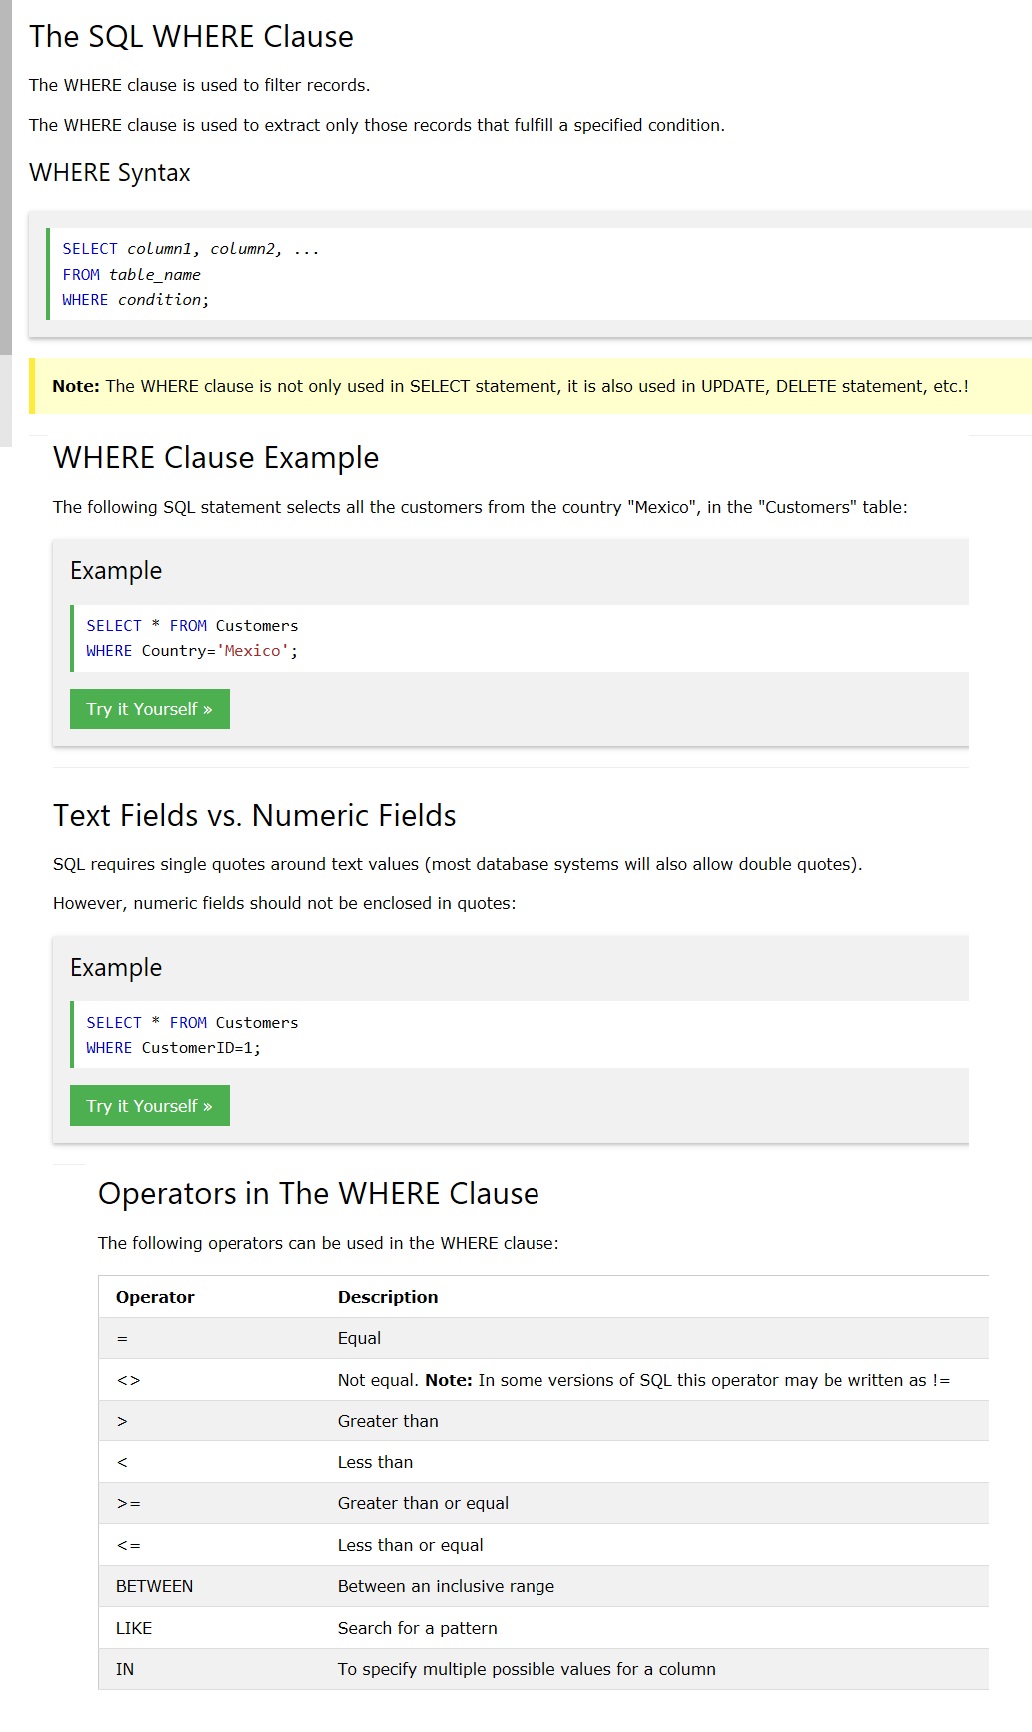 The SQL WHERE Clause
The WHERE clause is used to filter records.
The WHERE clause is used to extract only those records that fulfill a specified condition.
WHERE Syntax
SELECT column1, column2, ...
FROM table_name
WHERE condition;
Note: The WHERE clause is not only used in SELECT statement, it is also used in UPDATE, DELETE statement, etc.!
WHERE Clause Example
The following SQL statement selects all the customers from the country "Mexico", in the "Customers" table:
Example
SELECT * FROM Customers
WHERE Country='Mexico';
Try it Yourself »
Text Fields vs. Numeric Fields
SQL requires single quotes around text values (most database systems will also allow double quotes).
However, numeric fields should not be enclosed in quotes:
Example
SELECT * FROM Customers
WHERE CustomerID=1;
Try it Yourself »
Operators in The WHERE Clause
The following operators can be used in the WHERE clause:
Operator Description
= Equal
<> Not equal. Note: In some versions of SQL this operator may be written as !=
> Greater than
< Less than
>= Greater than or equal
<= Less than or equal
BETWEEN Between an inclusive range
LIKE Search for a pattern
IN To specify multiple possible values for a column